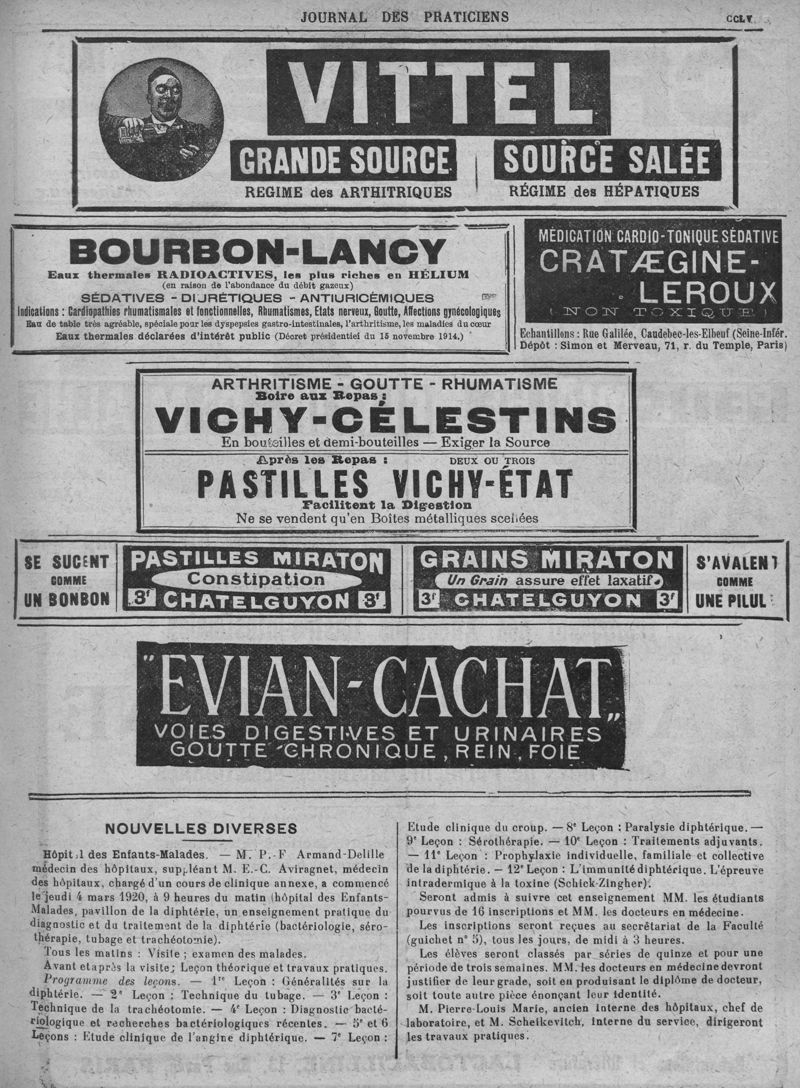 JOURNAL DES PRATICIENS
CCLV
VITTEL
GRANDE SOURCE
REGIME des ARTHITRIQUES
SOURCE SALÉE
RÉGIME des HÉPATIQUES
BOURBON-LANCY
Eaux thermales RADIOACTIVES, les plus riches en HÉLIUM
(en raison de l'abondance du débit gazeux)
SÉDATIVES - DIURÉTIQUES - ANTIURICÉMIQUES
Indications : Cardiopathies rhumatismales et fonctionnelles, Rhumatismes, Etats nerveux, Goutte, Affections gynécologiques
Eau de table très agréable, spéciale pour les dyspepsies gastro-intestinales, l'arthritisme, les maladies du cœur
Eaux thermales déclarées d'intérêt public (Décret présidentiel du 15 novembre 1914.)
MÉDICATION CARDIO-TONIQUE SÉDATIVE
CRATÆGINE-
LEROUX
( NON TOXIQUE )
Echantillons : Rue Galilée, Caudebec-les-Elbeuf (Seine-Infér.
Dépôt : Simon et Merveau, 71, r. du Temple, Paris)
ARTHRITISME - GOUTTE - RHUMATISME
Boire aux Repas :
VICHY-CÉLESTINS
En bouteilles et demi-bouteilles — Exiger la Source
Après les Repas : DEUX OU TROIS
PASTILLES VICHY-ÉTAT
Facilitent la Digestion
Ne se vendent qu'en Boîtes métalliques scellées
SE SUCENT
COMME
UN BONBON
PASTILLES MIRATON
Constipation
3f CHATELGUYON 3f
GRAINS MIRATON
Un Grain assure effet laxatif
3f CHATELGUYON 3f
S'AVALENT
COMME
UNE PILUL
"EVIAN-CACHAT"
VOIES DIGESTIVES ET URINAIRES
GOUTTE CHRONIQUE, REIN, FOIE
NOUVELLES DIVERSES
Hôpital des Enfants-Malades. — M. P.-F Armand-Delille
médecin des hôpitaux, suppléant M. E.-C. Aviragnet, médecin
des hôpitaux, chargé d'un cours de clinique annexe, a commencé
le jeudi 4 mars 1920, à 9 heures du matin (hôpital des Enfants-
Malades, pavillon de la diphtérie, un enseignement pratique du
diagnostic et du traitement de la diphtérie (bactériologie, séro-
thérapie, tubage et trachéotomie).
Tous les matins : Visite ; examen des malades.
Avant et après la visite ; Leçon théorique et travaux pratiques.
Programme des leçons. — 1re Leçon : Généralités sur la
diphtérie. — 2e Leçon : Technique du tubage. — 3e Leçon :
Technique de la trachéotomie. — 4e Leçon : Diagnostic bacté-
riologique et recherches bactériologiques récentes. — 5e et 6
Leçons : Etude clinique de l'angine diphtérique. — 7e Leçon :
Etude clinique du croup. — 8e Leçon : Paralysie diphtérique. —
9e Leçon : Sérothérapie. — 10e Leçon : Traitements adjuvants.
— 11e Leçon : Prophylaxie individuelle, familiale et collective
de la diphtérie. — 12e Leçon : L'immunité diphtérique. L'épreuve
intradermique à la toxine (Schick-Zingher).
Seront admis à suivre cet enseignement MM. les étudiants
pourvus de 16 inscriptions et MM. les docteurs en médecine.
Les inscriptions seront reçues au secrétariat de la Faculté
(guichet n° 5), tous les jours, de midi à 3 heures.
Les élèves seront classés par séries de quinze et pour une
période de trois semaines. MM. les docteurs en médecine devront
justifier de leur grade, soit en produisant le diplôme de docteur,
soit toute autre pièce énonçant leur identité.
M. Pierre-Louis Marie, ancien interne des hôpitaux, chef de
laboratoire, et M. Scheikevitch, interne du service, dirigeront
les travaux pratiques.